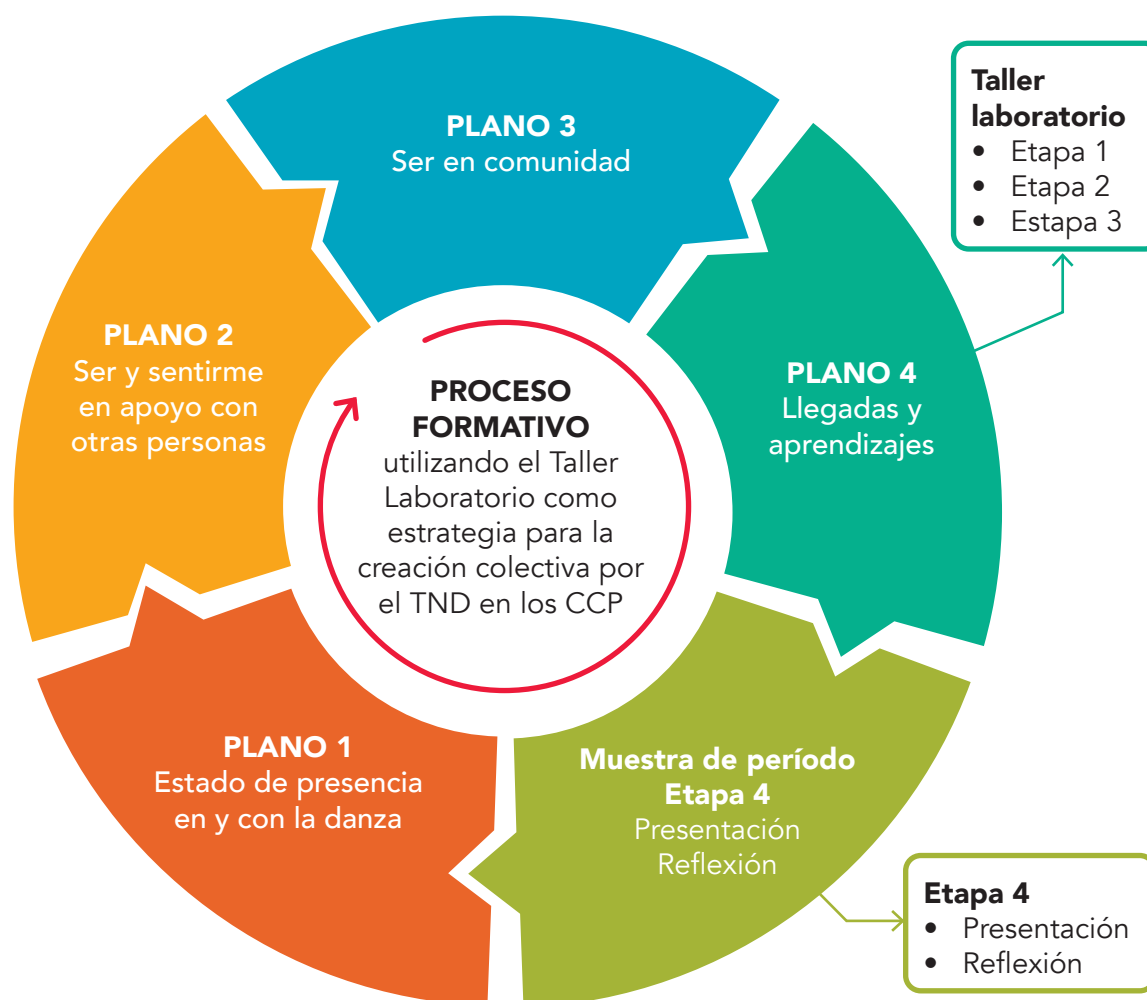 PLANO 3
Ser en comunidad
Taller
laboratorio
• Etapa 1
• Etapa 2
• Estapa 3
PLANO 2
Ser y sentirme
en apoyo con
otras personas
PROCESO
FORMATIVO
utilizando el Taller
Laboratorio como
estrategia para la
creación colectiva por
el TND en los CCP
PLANO 4
Llegadas y
aprendizajes
PLANO 1
Estado de presencia
en y con la danza
Muestra de período
Etapa 4
Presentación
Reflexión
Etapa 4
• Presentación
• Reflexión